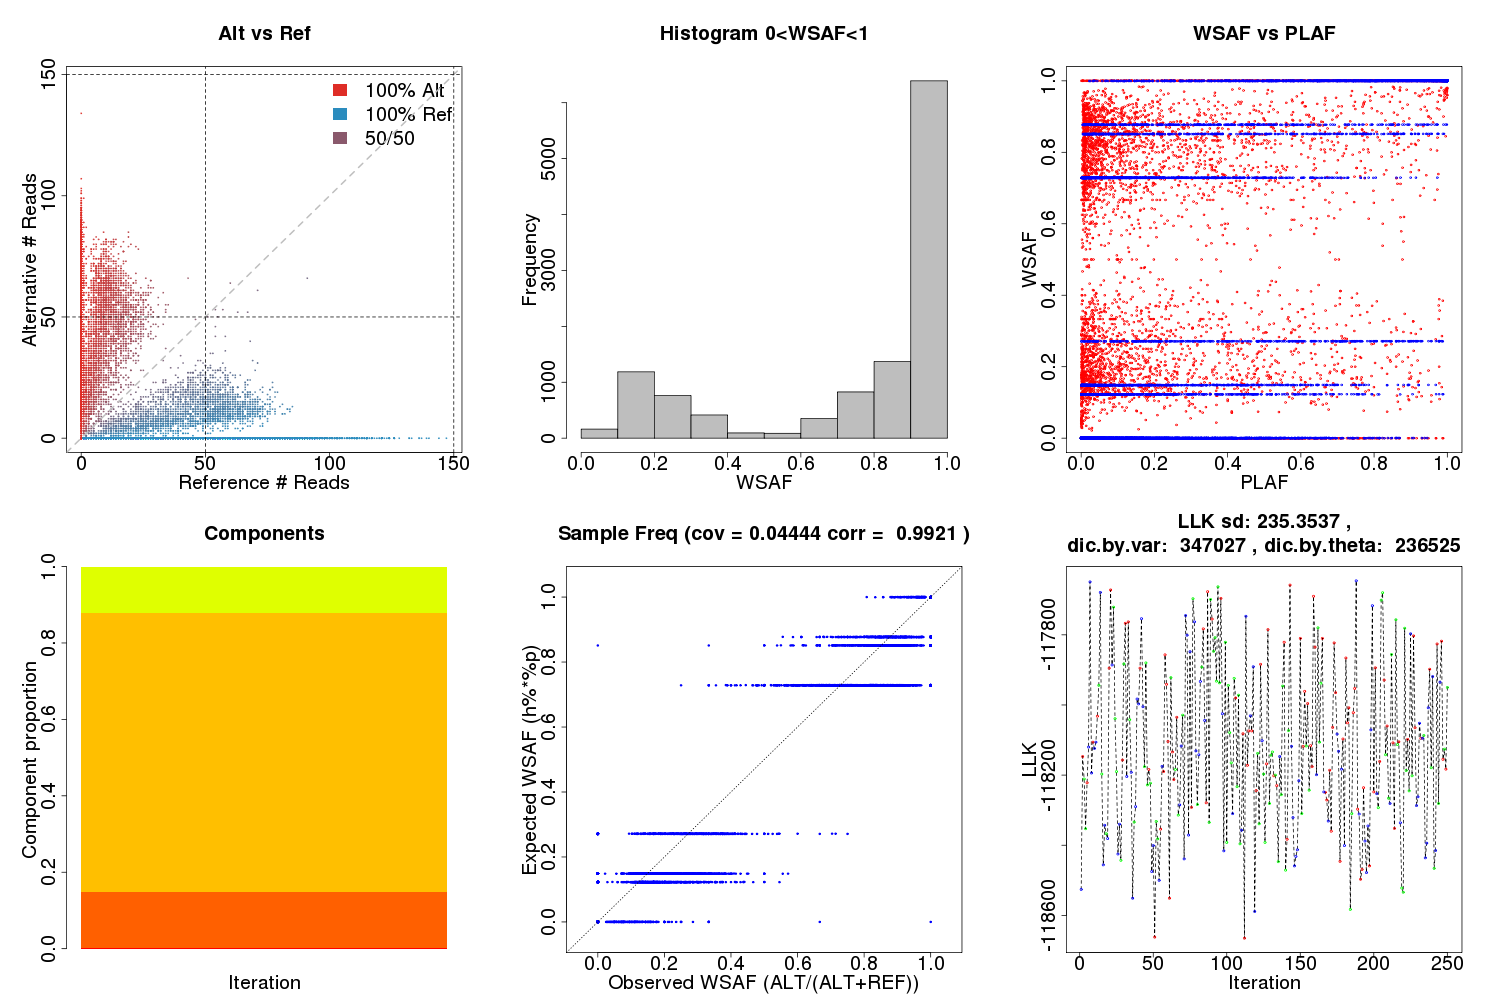 Alt vs Ref
150
100
50
0
Alternative # Reads
100% Alt
100% Ref
50/50
0 50 100 150
Reference # Reads
Histogram 0<WSAF<1
5000
3000
1000
0
Frequency
0.0 0.2 0.4 0.6 0.8 1.0
WSAF
WSAF vs PLAF
1.0
0.8
0.6
0.4
0.2
0.0
WSAF
0.0 0.2 0.4 0.6 0.8 1.0
PLAF
Components
1.0
0.8
0.6
0.4
0.2
0.0
Component proportion
Iteration
Sample Freq (cov = 0.04444 corr = 0.9921 )
1.0
0.8
0.6
0.4
0.2
0.0
Expected WSAF (h%*%p)
0.0 0.2 0.4 0.6 0.8 1.0
Observed WSAF (ALT/(ALT+REF))
LLK sd: 235.3537 ,
dic.by.var: 347027 , dic.by.theta: 236525
-117800
-118200
-118600
LLK
0 50 100 150 200 250
Iteration